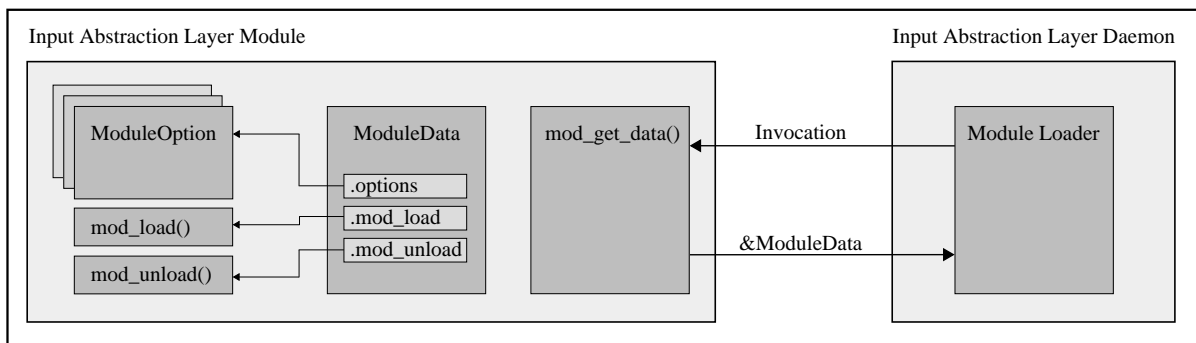 Input Abstraction Layer Module
Input Abstraction Layer Daemon
ModuleOption
ModuleData
mod_get_data()
Invocation
Module Loader
.options
.mod_load
mod_load()
.mod_unload
&ModuleData
mod_unload()